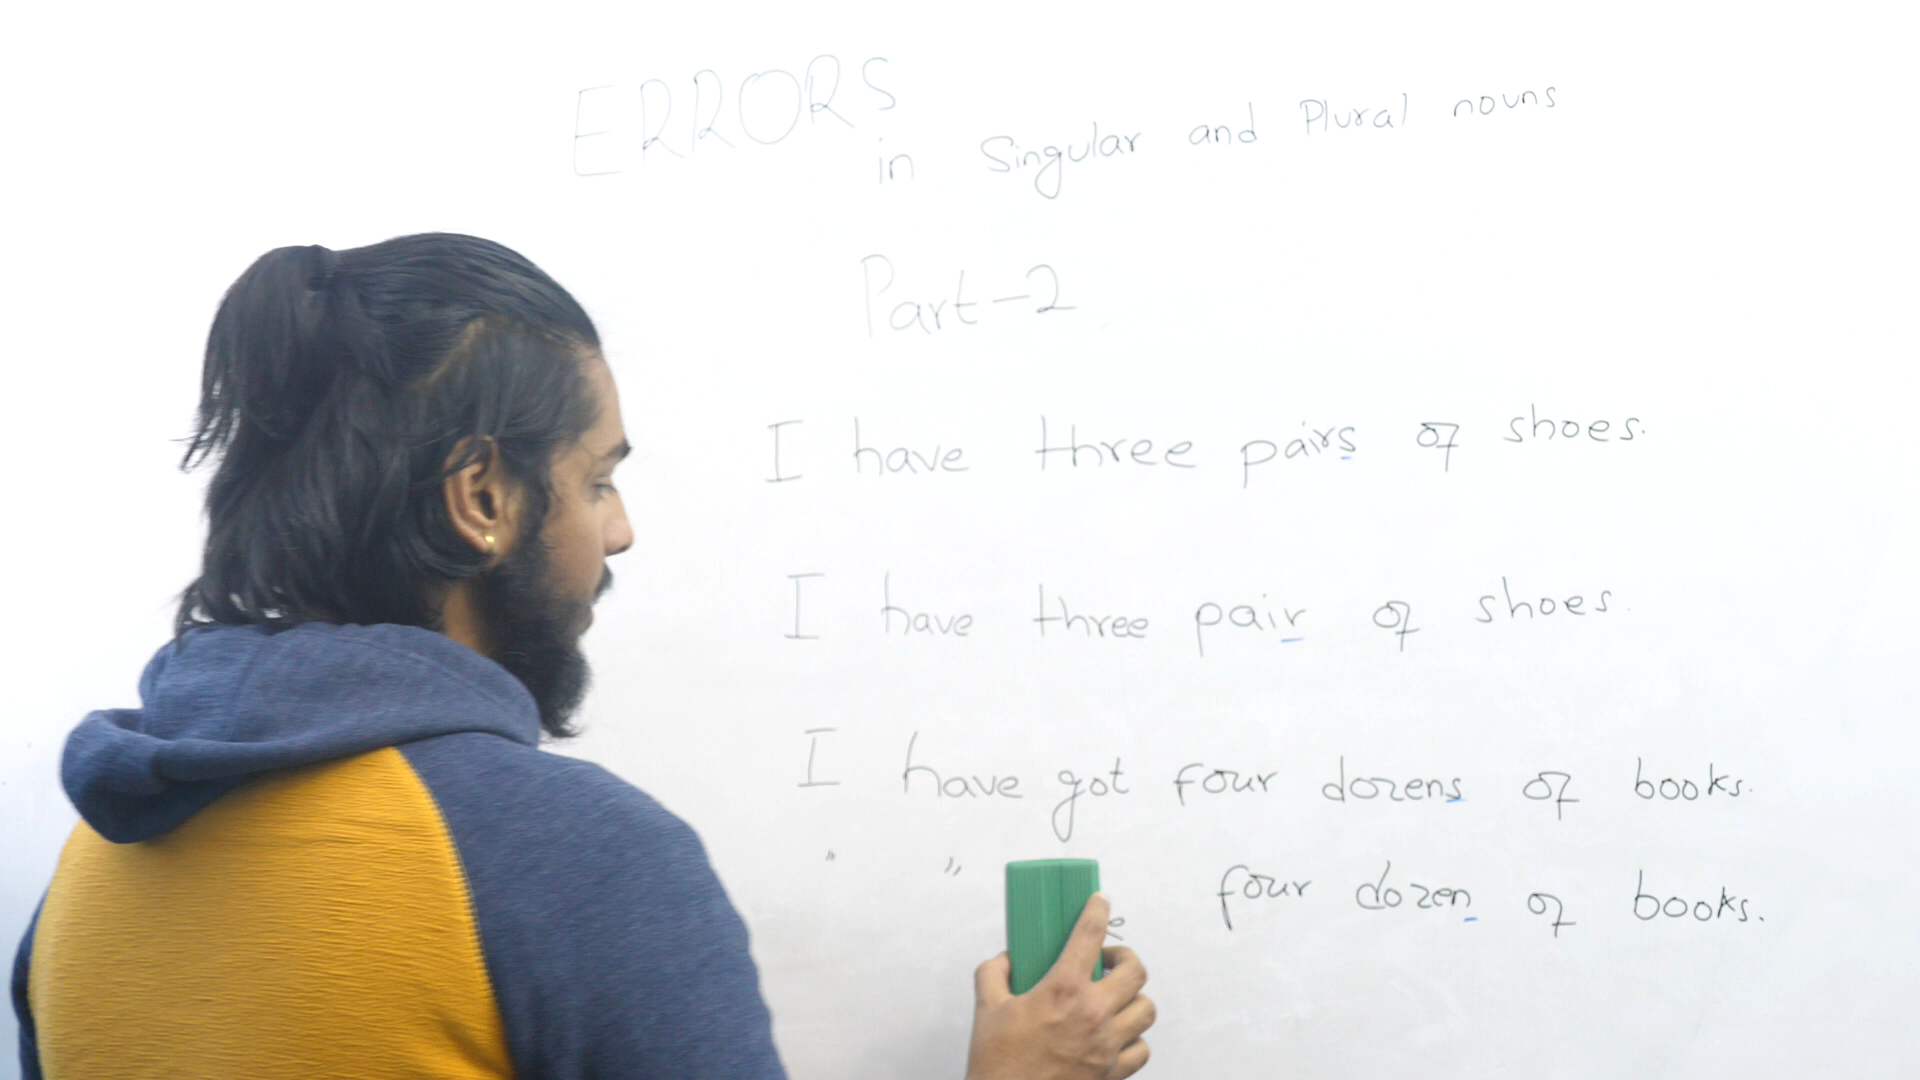 ERRORS
in Singular and Plural nouns
Part-2
I have three pairs of shoes.
I have three pair of shoes.
I have got four dozens of books.
" " four dozen of books.